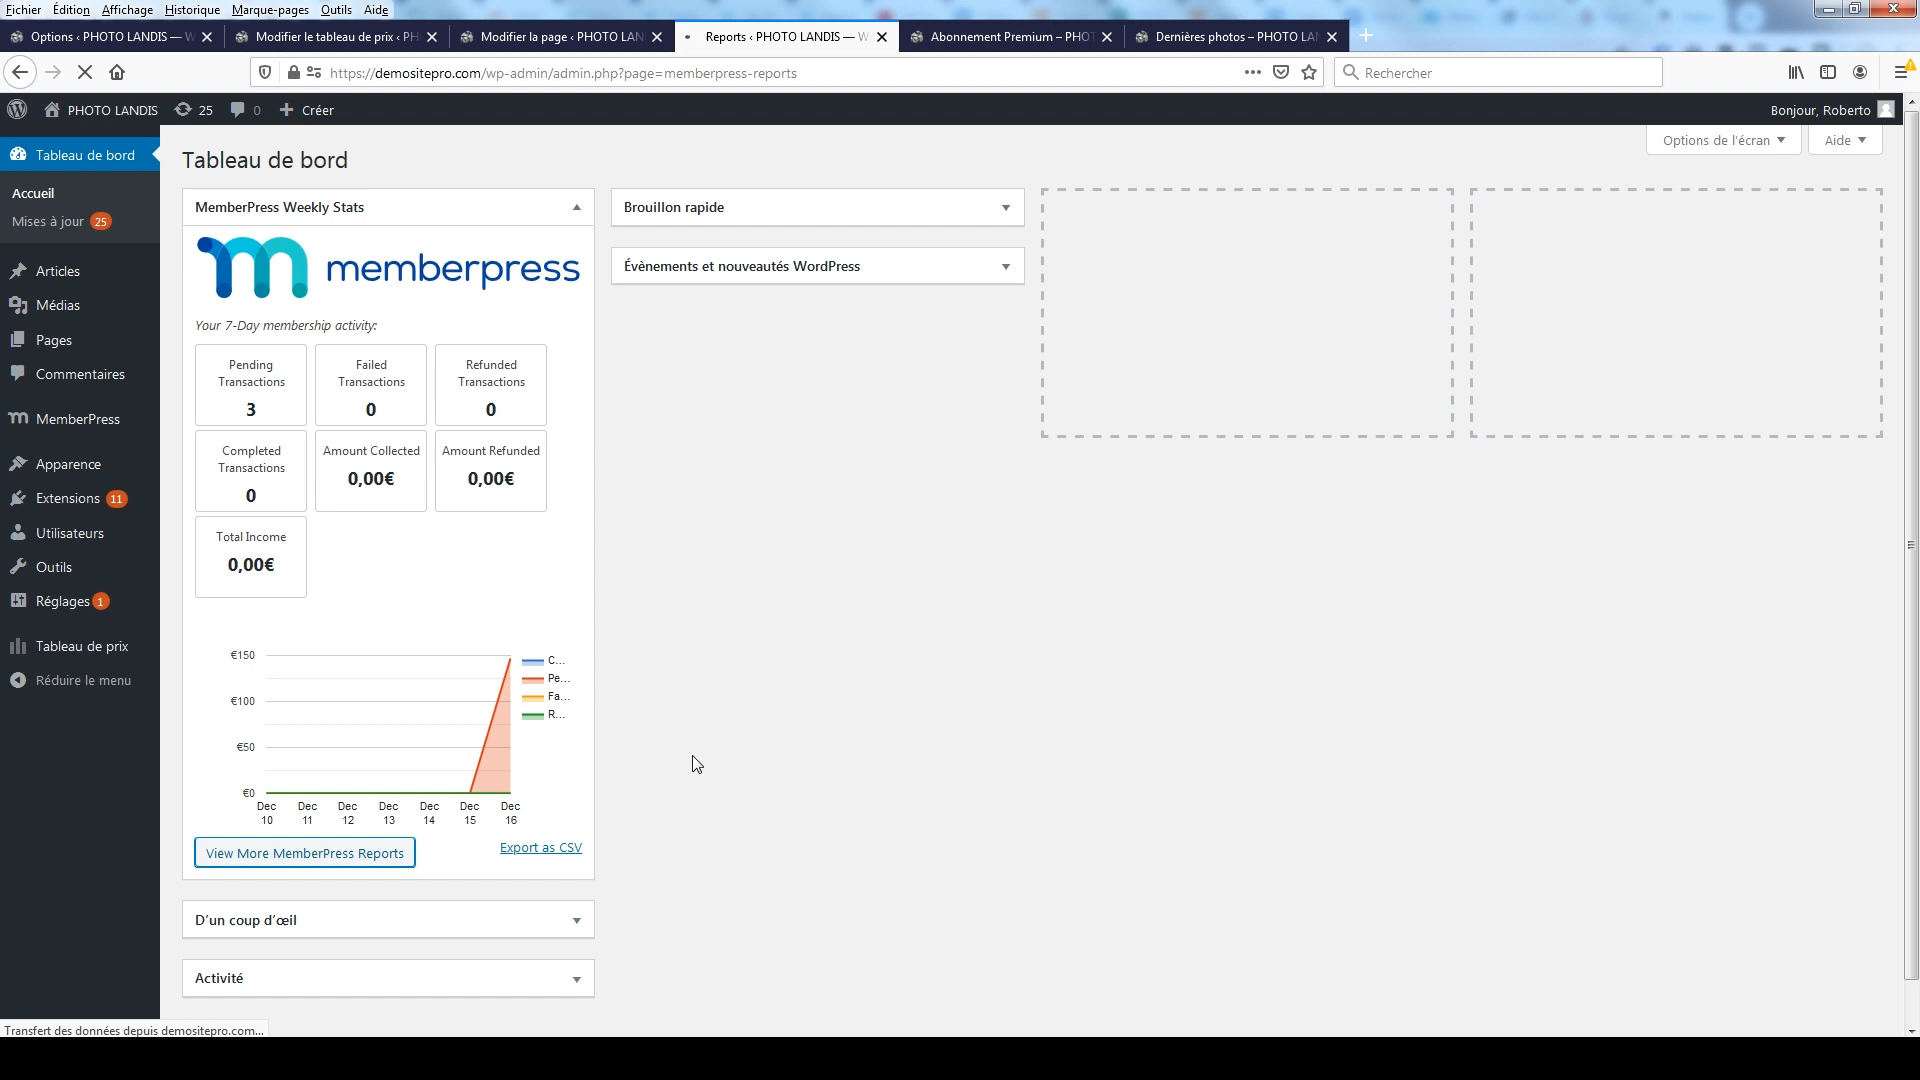 Fichier Édition Affichage Historique Marque-pages Outils Aide
Options ‹ PHOTO LANDIS — W
Modifier le tableau de prix ‹ PH
Modifier la page ‹ PHOTO LAN
Reports ‹ PHOTO LANDIS — W
Abonnement Premium – PHOT
Dernières photos – PHOTO LAN
https://demositepro.com/wp-admin/admin.php?page=memberpress-reports
Rechercher
PHOTO LANDIS 25 0 Créer
Bonjour, Roberto
Options de l'écran
Aide
Tableau de bord
Accueil
Mises à jour 25
Articles
Médias
Pages
Commentaires
MemberPress
Apparence
Extensions 11
Utilisateurs
Outils
Réglages 1
Tableau de prix
Réduire le menu
Tableau de bord
MemberPress Weekly Stats
memberpress
Your 7-Day membership activity:
Pending
Transactions
3
Failed
Transactions
0
Refunded
Transactions
0
Completed
Transactions
0
Amount Collected
0,00€
Amount Refunded
0,00€
Total Income
0,00€
€150
€100
€50
€0
Dec
10
Dec
11
Dec
12
Dec
13
Dec
14
Dec
15
Dec
16
C...
Pe...
Fa...
R...
View More MemberPress Reports
Export as CSV
D’un coup d’œil
Activité
Brouillon rapide
Évènements et nouveautés WordPress
Transfert des données depuis demositepro.com...